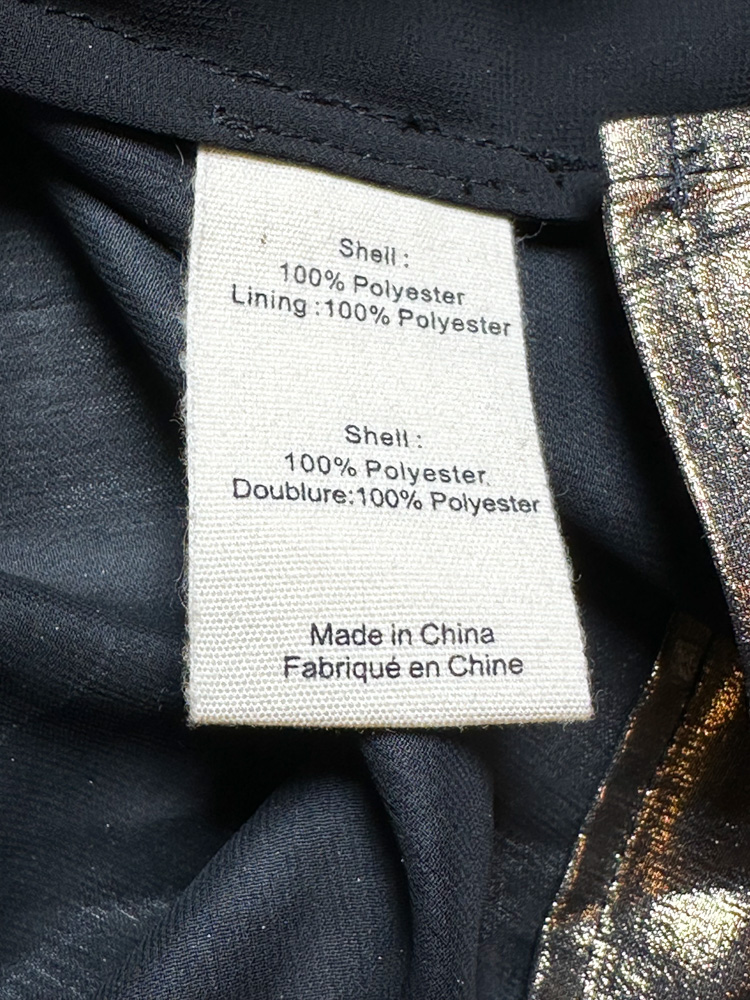 Shell :
100% Polyester
Lining :100% Polyester
Shell :
100% Polyester
Doublure:100% Polyester
Made in China
Fabriqué en Chine